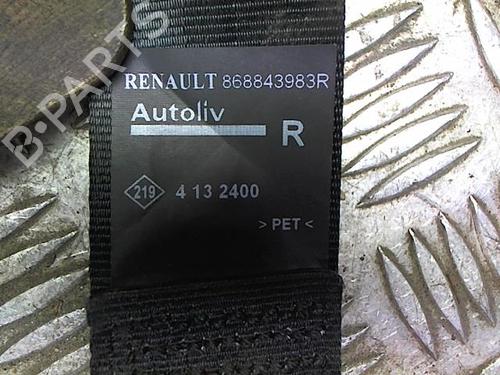 B-PARTS
RENAULT 868843983R
Autoliv
R
219 4 13 2400
>PET<